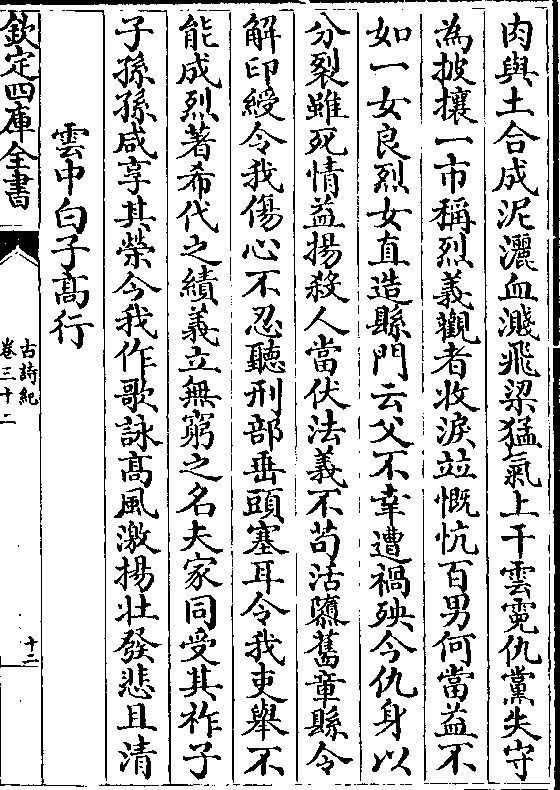 肉與土合成泥灑血濺飛梁猛氣上干雲霓仇黨失守
為披攘一市稱烈義觀者收淚竝慨忼百男何當益不
如一女良烈女直造縣門云父不幸遭禍殃今仇身以
分裂雖死情益揚殺人當伏法義不苟活隳舊章縣令
解印綬令我傷心不忍聽刑部垂頭塞耳令我吏舉不
能成烈著希代之績義立無窮之名夫家同受其祚子
子孫孫咸享其榮今我作歌詠高風激揚壯發悲且清
雲中白子高行
欽定四庫全書
古詩紀
卷三十二
十二